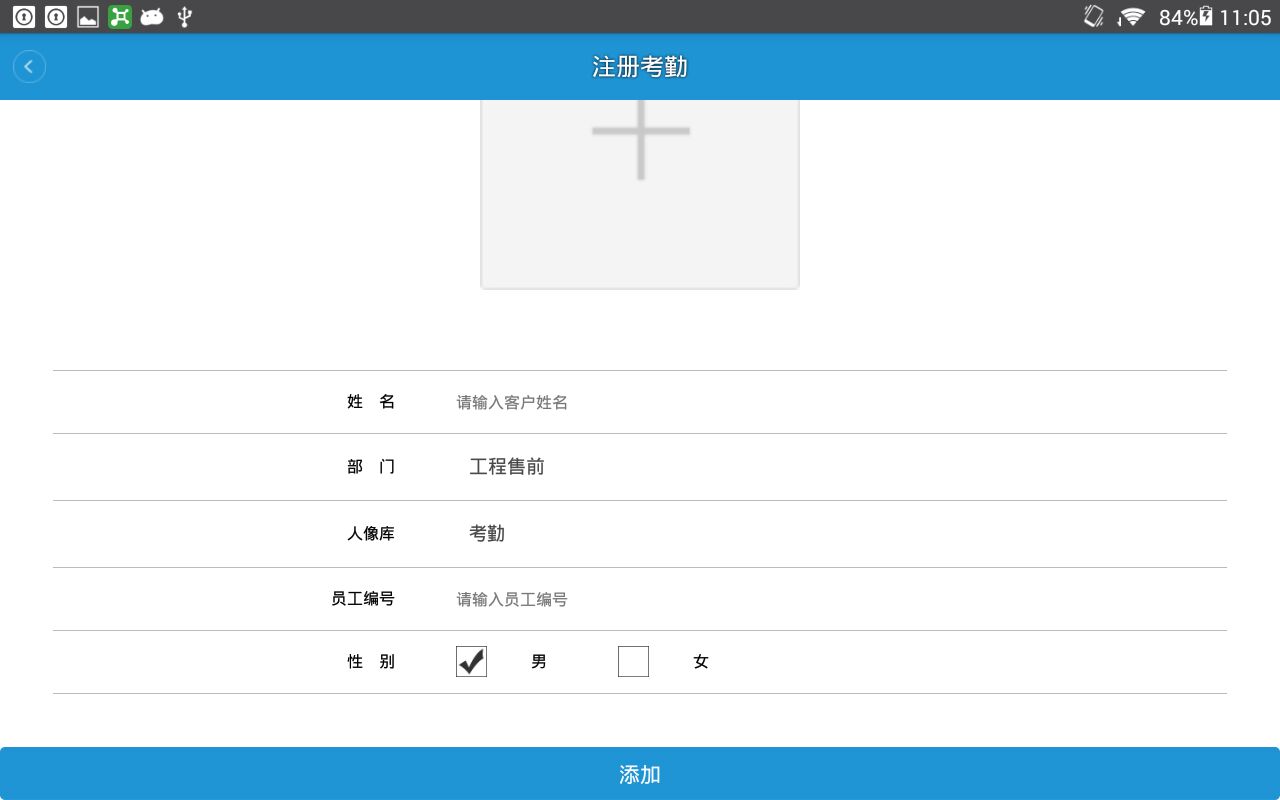 84% 11:05
注册考勤
姓 名 请输入客户姓名
部 门 工程售前
人像库 考勤
员工编号 请输入员工编号
性 别 男 女
添加